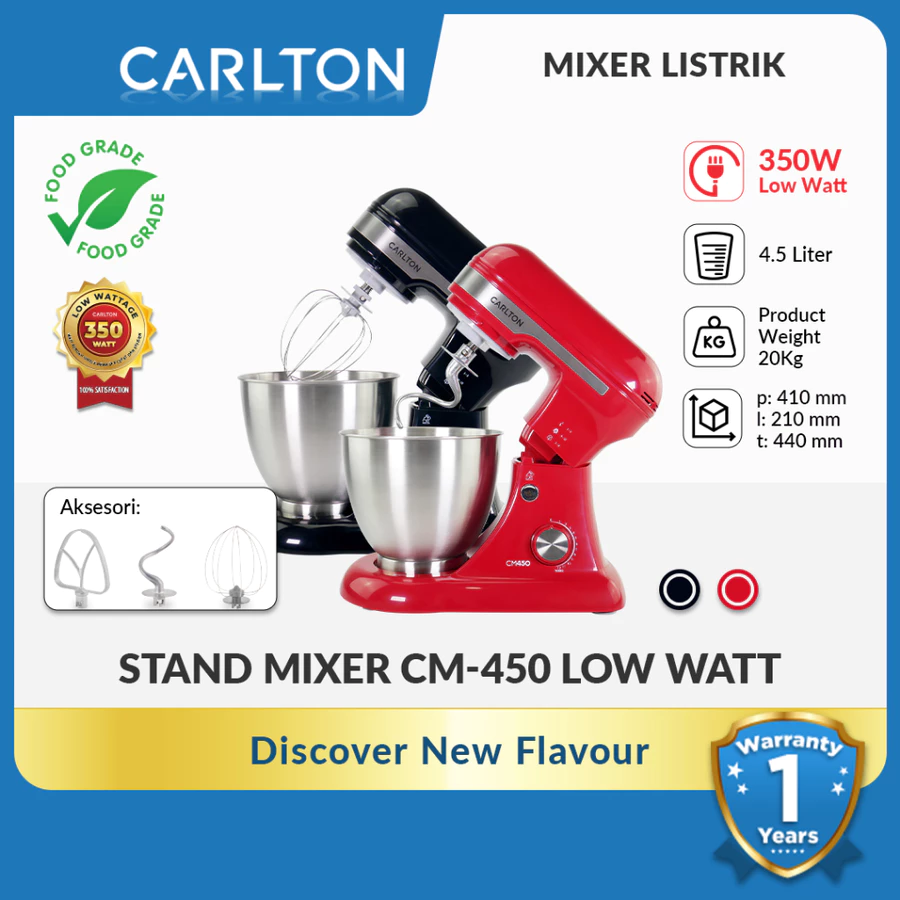 CARLTON
MIXER LISTRIK
FOOD GRADE
FOOD GRADE
350W
Low Watt
4.5 Liter
KG
Product
Weight
20Kg
p: 410 mm
l: 210 mm
t: 440 mm
LOW WATTAGE
CARLTON
350
WATT
100% SATISFACTION
CARLTON
CARLTON
CM450
Aksesori:
STAND MIXER CM-450 LOW WATT
Discover New Flavour
Warranty
1
Years